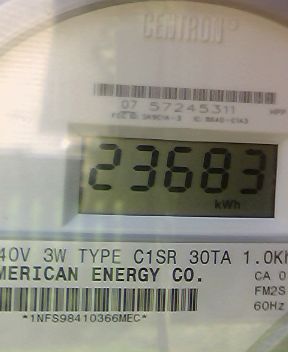 CENTRON®
07 57245311
23683
kWh
40V 3W TYPE C1SR 30TA 1.0Kh
MERICAN ENERGY CO.
CA 0
FM2S
60Hz
*1NFS98410366MEC*